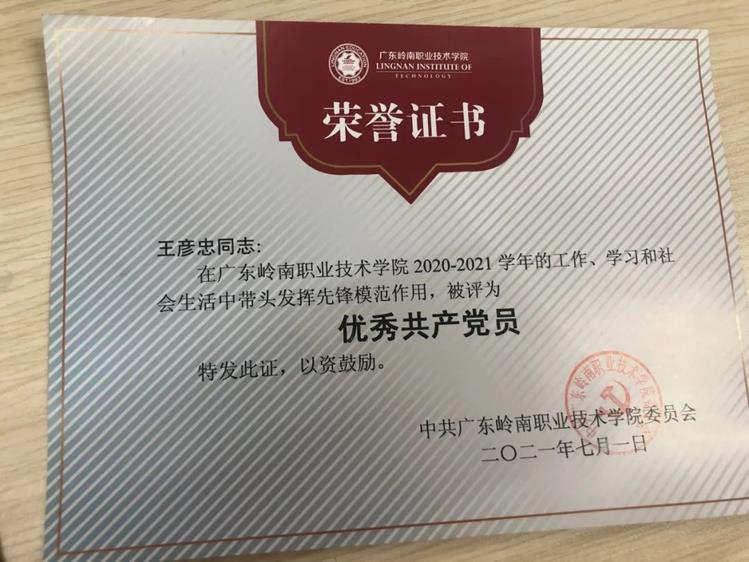 广东岭南职业技术学院
LINGNAN INSTITUTE OF
TECHNOLOGY
LINGNAN EDUCATION
EST.1993
荣誉证书
王彦忠同志:
在广东岭南职业技术学院 2020-2021 学年的工作、学习和社
会生活中带头发挥先锋模范作用，被评为
优秀共产党员
特发此证，以资鼓励。
中共广东岭南职业技术学院委员会
二〇二一年七月一日